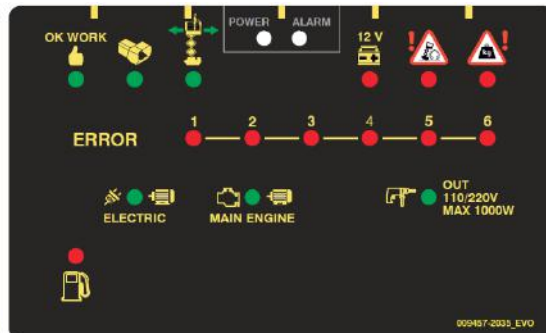 POWER ALARM
OK WORK
12 V
kg
ERROR
1 2 3 4 5 6
ELECTRIC
MAIN ENGINE
OUT
110/220V
MAX 1000W
009457-2035_EVO